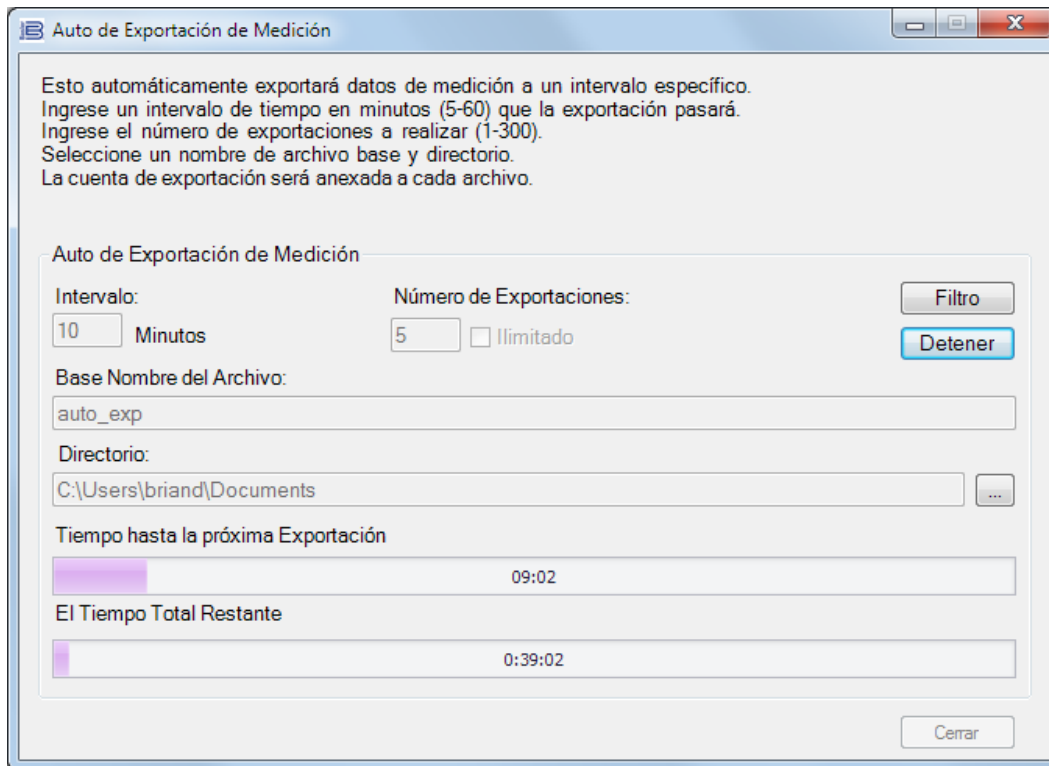 Auto de Exportación de Medición
Esto automáticamente exportará datos de medición a un intervalo específico.
Ingrese un intervalo de tiempo en minutos (5-60) que la exportación pasará.
Ingrese el número de exportaciones a realizar (1-300).
Seleccione un nombre de archivo base y directorio.
La cuenta de exportación será anexada a cada archivo.
Auto de Exportación de Medición
Intervalo: Número de Exportaciones: Filtro
10 Minutos 5 Ilimitado Detener
Base Nombre del Archivo:
auto_exp
Directorio:
C:\Users\briand\Documents ...
Tiempo hasta la próxima Exportación
09:02
El Tiempo Total Restante
0:39:02
Cerrar